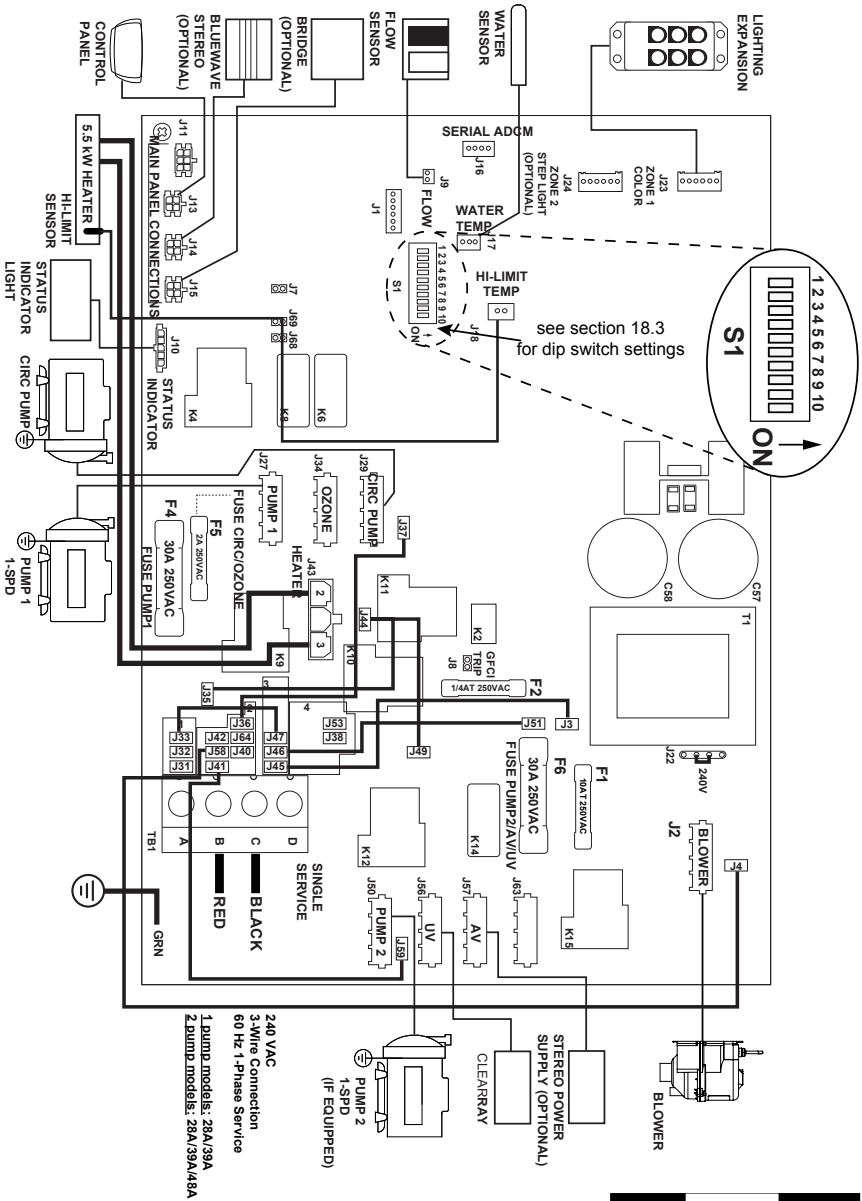 LIGHTING
EXPANSION
WATER
SENSOR
FLOW
SENSOR
BRIDGE
(OPTIONAL)
BLUEWAVE
STEREO
(OPTIONAL)
CONTROL
PANEL
SERIAL ADCM
J16
J24
ZONE 2
STEP LIGHT
(OPTIONAL)
J23
ZONE 1
COLOR
J9
FLOW
J1
WATER
TEMP
J17
HI-LIMIT
TEMP
J18
1 2 3 4 5 6 7 8 9 10
S1
ON
see section 18.3
for dip switch settings
1 2 3 4 5 6 7 8 9 10
S1
ON
J11
MAIN PANEL CONNECTIONS
J13
J14
J15
5.5 kW HEATER
HI-LIMIT
SENSOR
STATUS
INDICATOR
LIGHT
J10
STATUS
INDICATOR
J7
J69
J68
K4
K8
K6
CIRC PUMP
PUMP 1
1-SPD
J27
PUMP 1
J34
OZONE
J29
CIRC PUMP
J37
F4
30A 250VAC
FUSE PUMP1
F5
2A 250VAC
FUSE CIRC/OZONE
J43
HEATER
2
3
K9
K10
K11
J44
K2
J8
GFCI
TRIP
F2
1/4AT 250VAC
C58
C57
T1
J35
J36
J33
J32
J31
J42
J58
J41
J64
J40
J47
J46
J45
J53
J38
1
2
3
4
J49
J51
J3
F6
30A 250VAC
FUSE PUMP2/AV/UV
F1
10AT 250VAC
J22
240V
J2
BLOWER
J4
TB1
A
B
C
D
RED
BLACK
SINGLE
SERVICE
GRN
K12
K14
K15
J50
PUMP 2
J59
J56
UV
J57
AV
J63
240 VAC
3-Wire Connection
60 Hz 1-Phase Service
1 pump models: 28A/39A
2 pump models: 28A/39A/48A
PUMP 2
1-SPD
(IF EQUIPPED)
CLEARRAY
STEREO POWER
SUPPLY (OPTIONAL)
BLOWER